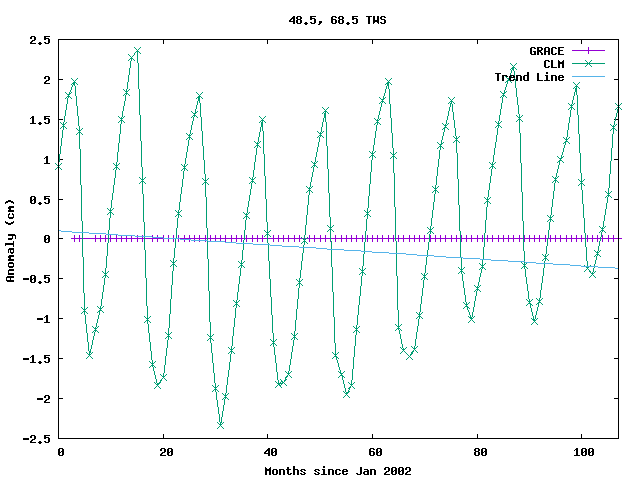 48.5, 68.5 TWS
GRACE
CLM
Trend Line
2.5
2
1.5
1
0.5
0
-0.5
-1
-1.5
-2
-2.5
Anomaly (cm)
0 20 40 60 80 100
Months since Jan 2002